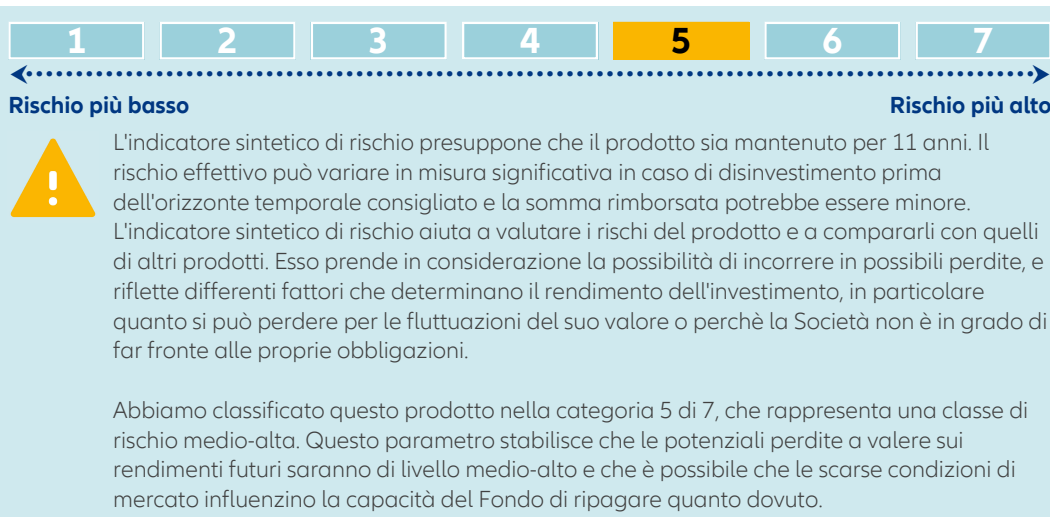 1 2 3 4 5 6 7
Rischio più basso Rischio più alto
L'indicatore sintetico di rischio presuppone che il prodotto sia mantenuto per 11 anni. Il
rischio effettivo può variare in misura significativa in caso di disinvestimento prima
dell'orizzonte temporale consigliato e la somma rimborsata potrebbe essere minore.
L'indicatore sintetico di rischio aiuta a valutare i rischi del prodotto e a compararli con quelli
di altri prodotti. Esso prende in considerazione la possibilità di incorrere in possibili perdite, e
riflette differenti fattori che determinano il rendimento dell'investimento, in particolare
quanto si può perdere per le fluttuazioni del suo valore o perchè la Società non è in grado di
far fronte alle proprie obbligazioni.
Abbiamo classificato questo prodotto nella categoria 5 di 7, che rappresenta una classe di
rischio medio-alta. Questo parametro stabilisce che le potenziali perdite a valere sui
rendimenti futuri saranno di livello medio-alto e che è possibile che le scarse condizioni di
mercato influenzino la capacità del Fondo di ripagare quanto dovuto.